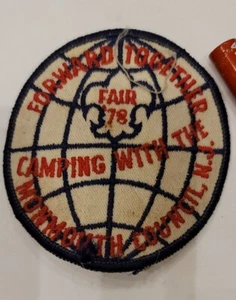 FORWARD TOGETHER
FAIR
'78
CAMPING WITH THE
MONMOUTH COUNCIL, N.J.